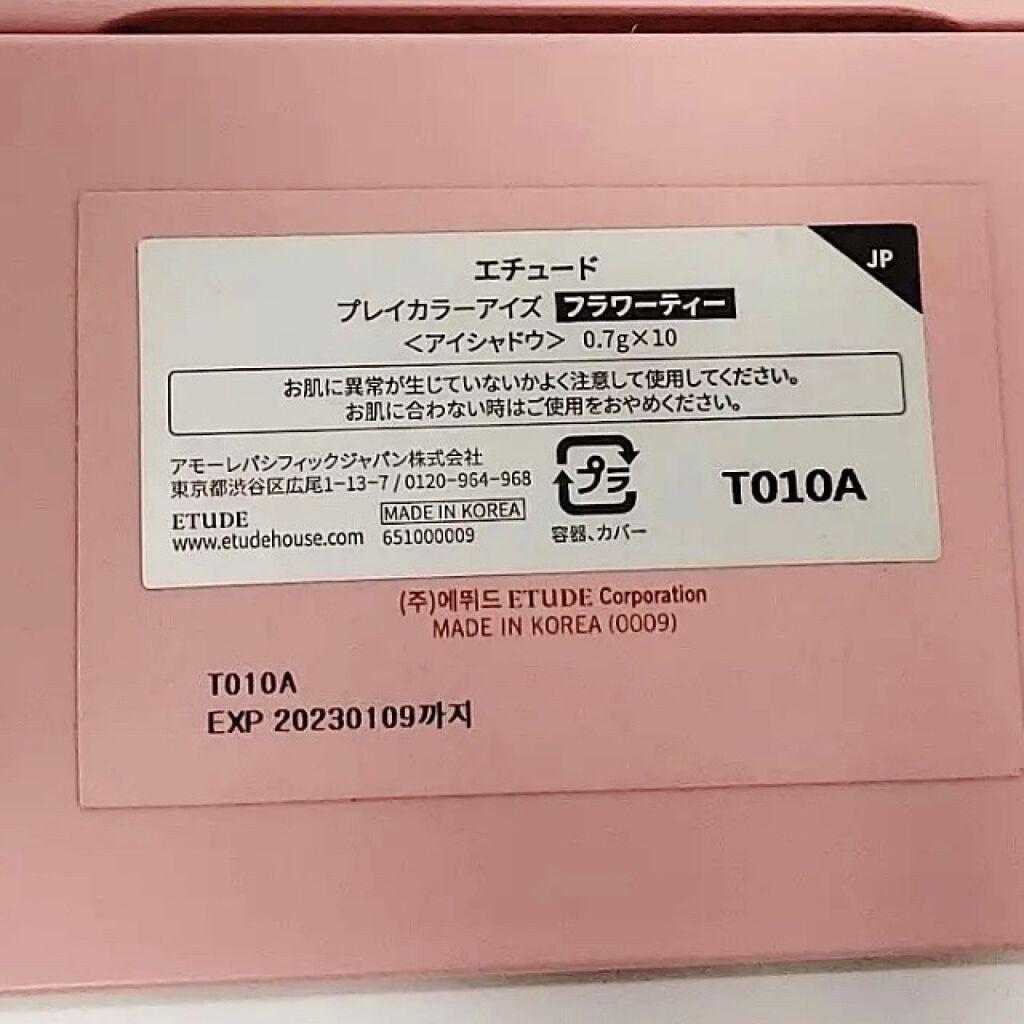 JP
エチュード
プレイカラーアイズ フラワーティー
＜アイシャドウ＞ 0.7g×10
お肌に異常が生じていないかよく注意して使用してください。
お肌に合わない時はご使用をおやめください。
アモーレパシフィックジャパン株式会社
東京都渋谷区広尾1-13-7 / 0120-964-968
ETUDE MADE IN KOREA
www.etudehouse.com 651000009
プラ
容器、カバー
T010A
(주)에뛰드 ETUDE Corporation
MADE IN KOREA (0009)
T010A
EXP 20230109까지